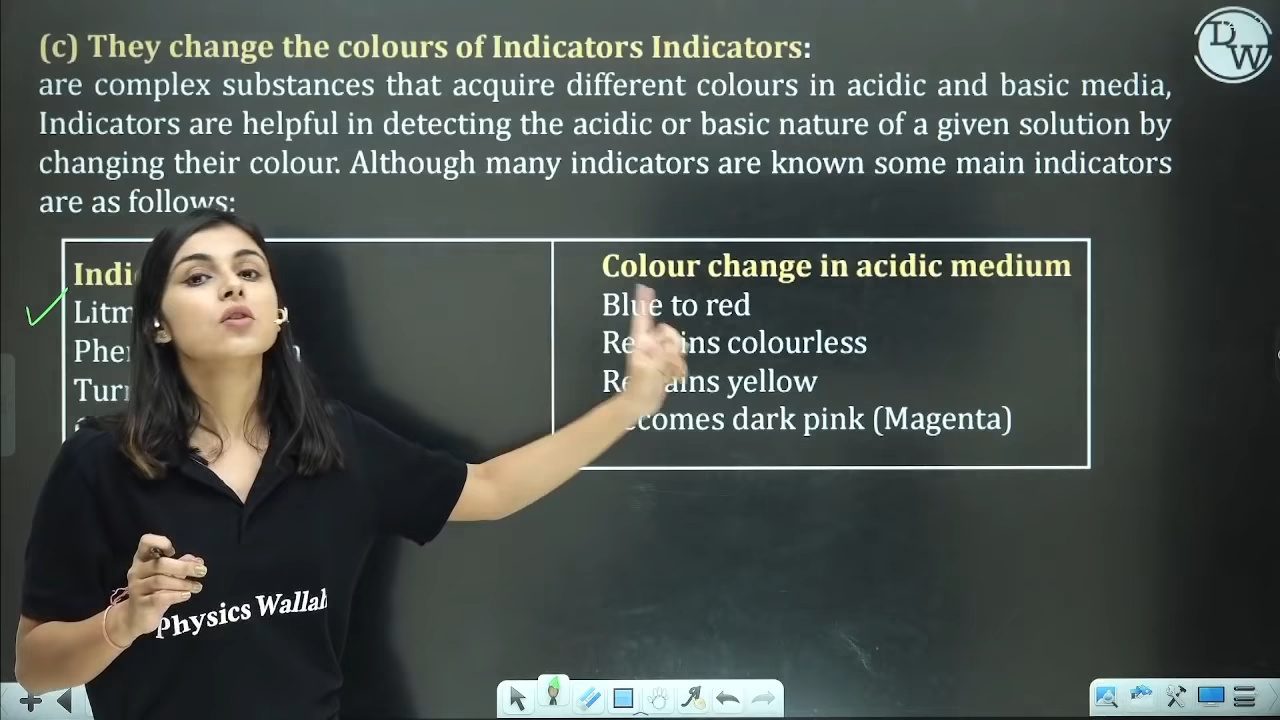 (c) They change the colours of Indicators Indicators:
are complex substances that acquire different colours in acidic and basic media,
Indicators are helpful in detecting the acidic or basic nature of a given solution by
changing their colour. Although many indicators are known some main indicators
are as follows:
Colour change in acidic medium
Blue to red
colourless
yellow
dark pink (Magenta)
Physics Wallah
PW